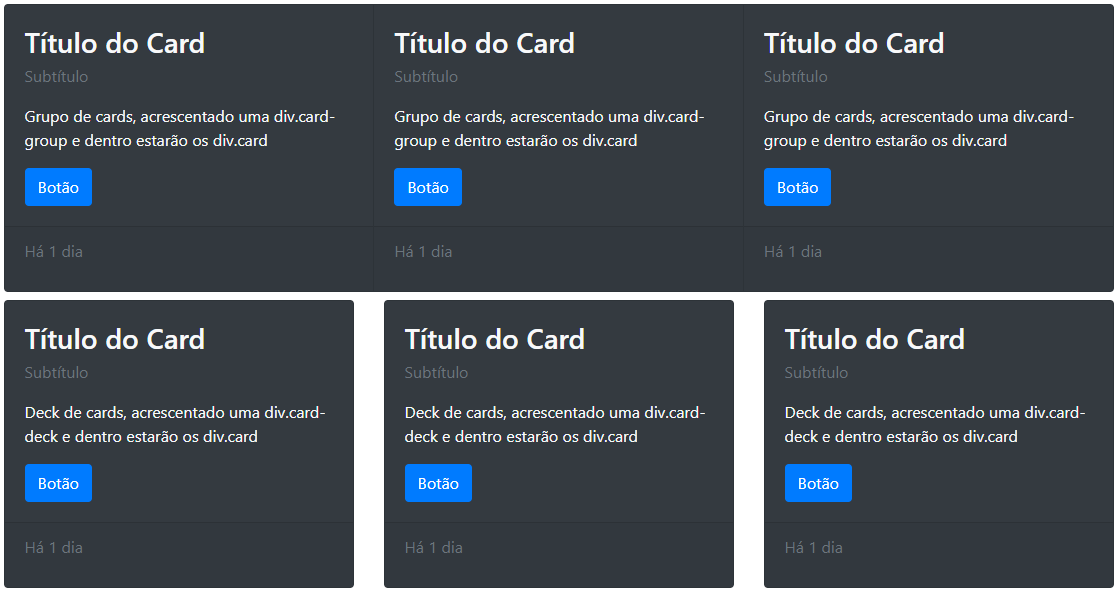 Título do Card
Subtítulo
Grupo de cards, acrescentado uma div.card-
group e dentro estarão os div.card
Botão
Há 1 dia
Título do Card
Subtítulo
Grupo de cards, acrescentado uma div.card-
group e dentro estarão os div.card
Botão
Há 1 dia
Título do Card
Subtítulo
Grupo de cards, acrescentado uma div.card-
group e dentro estarão os div.card
Botão
Há 1 dia
Título do Card
Subtítulo
Deck de cards, acrescentado uma div.card-
deck e dentro estarão os div.card
Botão
Há 1 dia
Título do Card
Subtítulo
Deck de cards, acrescentado uma div.card-
deck e dentro estarão os div.card
Botão
Há 1 dia
Título do Card
Subtítulo
Deck de cards, acrescentado uma div.card-
deck e dentro estarão os div.card
Botão
Há 1 dia